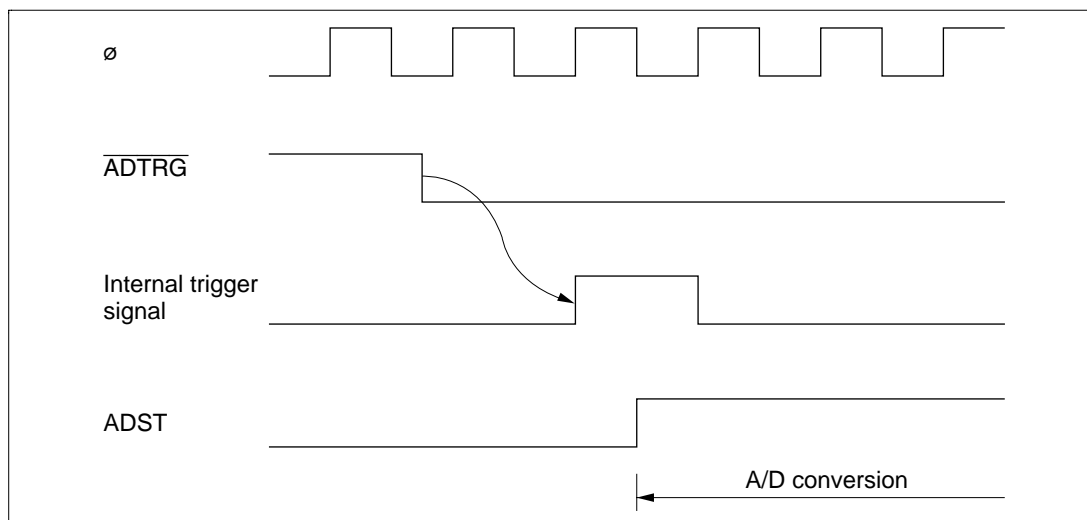 ø
ADTRG
Internal trigger
signal
ADST
A/D conversion